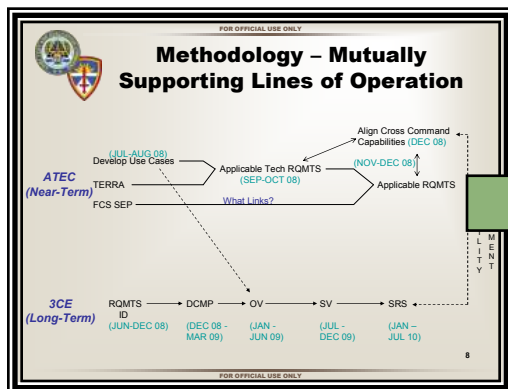 FOR OFFICIAL USE ONLY
Methodology – Mutually
Supporting Lines of Operation
Align Cross Command
Capabilities (DEC 08)
(JUL-AUG 08)
Develop Use Cases
(NOV-DEC 08)
ATEC
(Near-Term)
Applicable Tech RQMTS
(SEP-OCT 08)
TERRA
Applicable RQMTS
FCS SEP
What Links?
I
T
Y
M
E
N
T
3CE
(Long-Term)
RQMTS
ID
(JUN-DEC 08)
DCMP
(DEC 08 -
MAR 09)
OV
(JAN -
JUN 09)
SV
(JUL -
DEC 09)
SRS
(JAN –
JUL 10)
8
FOR OFFICIAL USE ONLY